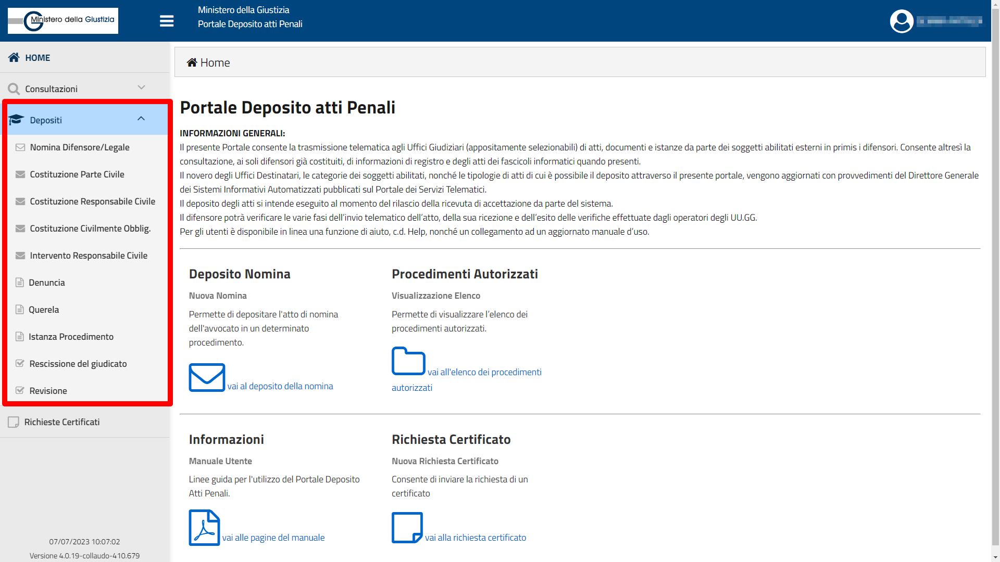 Ministero della Giustizia
Ministero della Giustizia
Portale Deposito atti Penali
HOME
Consultazioni
Depositi
Nomina Difensore/Legale
Costituzione Parte Civile
Costituzione Responsabile Civile
Costituzione Civilmente Obblig.
Intervento Responsabile Civile
Denuncia
Querela
Istanza Procedimento
Rescissione del giudicato
Revisione
Richieste Certificati
07/07/2023 10:07:02
Versione 4.0.19-collaudo-410.679
Home
Portale Deposito atti Penali
INFORMAZIONI GENERALI:
Il presente Portale consente la trasmissione telematica agli Uffici Giudiziari (appositamente selezionabili) di atti, documenti e istanze da parte dei soggetti abilitati esterni in primis i difensori. Consente altresì la
consultazione, ai soli difensori già costituiti, di informazioni di registro e degli atti dei fascicoli informatici quando presenti.
Il novero degli Uffici Destinatari, le categorie dei soggetti abilitati, nonché le tipologie di atti di cui è possibile il deposito attraverso il presente portale, vengono aggiornati con provvedimenti del Direttore Generale
dei Sistemi Informativi Automatizzati pubblicati sul Portale dei Servizi Telematici.
Il deposito degli atti si intende eseguito al momento del rilascio della ricevuta di accettazione da parte del sistema.
Il difensore potrà verificare le varie fasi dell’invio telematico dell’atto, della sua ricezione e dell’esito delle verifiche effettuate dagli operatori degli UU.GG.
Per gli utenti è disponibile in linea una funzione di aiuto, c.d. Help, nonché un collegamento ad un aggiornato manuale d’uso.
Deposito Nomina
Nuova Nomina
Permette di depositare l'atto di nomina
dell'avvocato in un determinato
procedimento.
vai al deposito della nomina
Procedimenti Autorizzati
Visualizzazione Elenco
Permette di visualizzare l’elenco dei
procedimenti autorizzati.
vai all'elenco dei procedimenti
autorizzati
Informazioni
Manuale Utente
Linee guida per l'utilizzo del Portale Deposito
Atti Penali.
vai alle pagine del manuale
Richiesta Certificato
Nuova Richiesta Certificato
Consente di inviare la richiesta di un
certificato
vai alla richiesta certificato